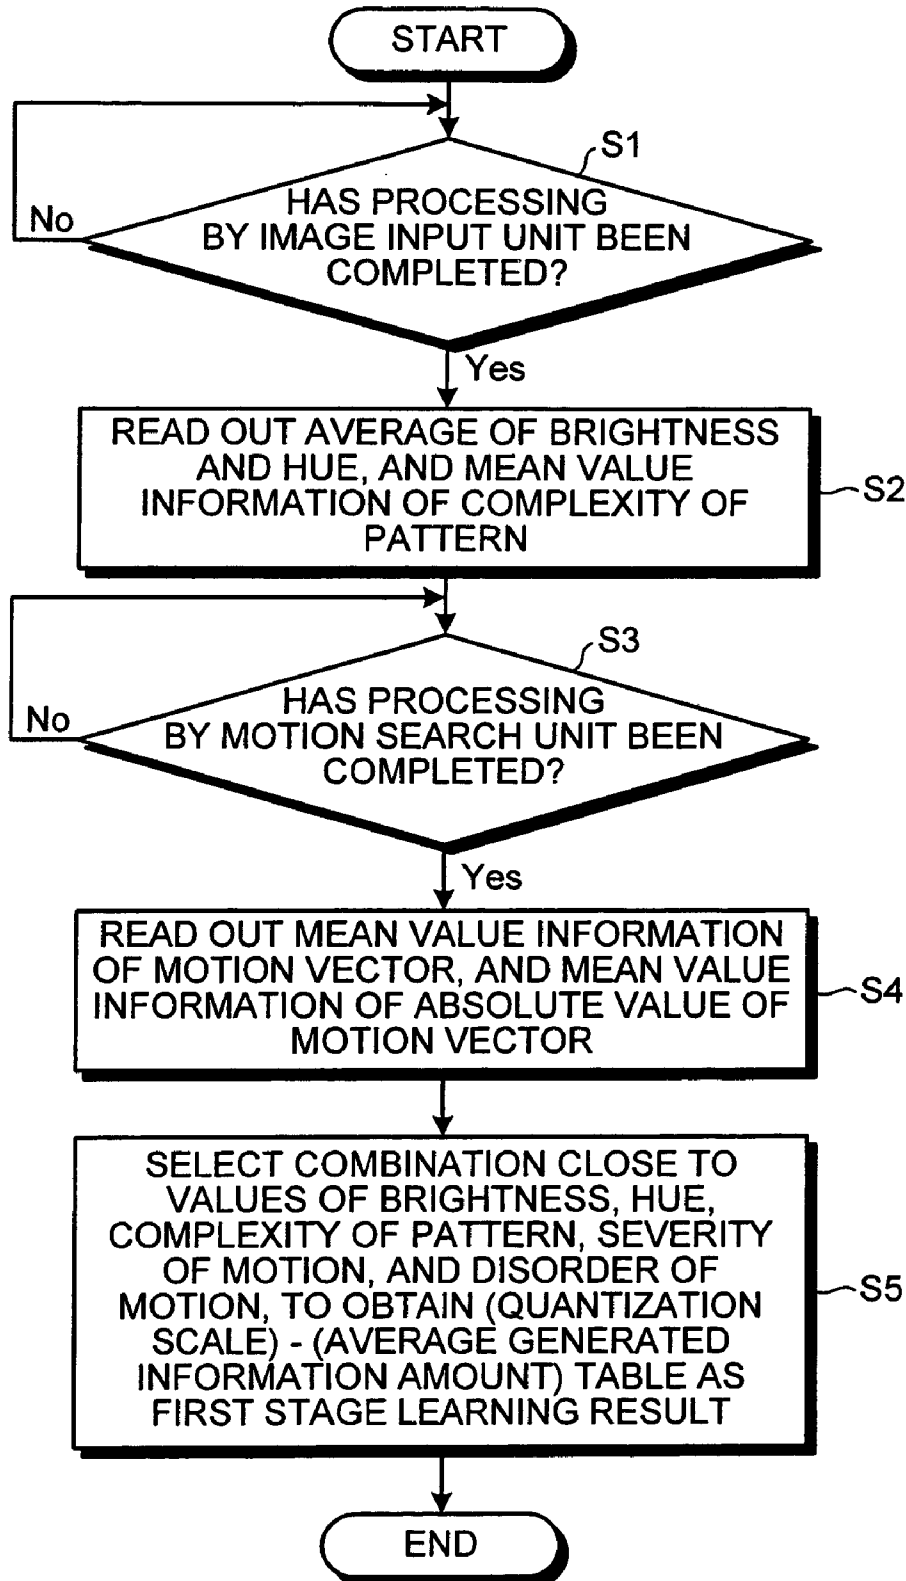 START
S1
HAS PROCESSING
BY IMAGE INPUT UNIT BEEN
COMPLETED?
No
Yes
READ OUT AVERAGE OF BRIGHTNESS
AND HUE, AND MEAN VALUE
INFORMATION OF COMPLEXITY OF
PATTERN
S2
S3
HAS PROCESSING
BY MOTION SEARCH UNIT BEEN
COMPLETED?
No
Yes
READ OUT MEAN VALUE INFORMATION
OF MOTION VECTOR, AND MEAN VALUE
INFORMATION OF ABSOLUTE VALUE OF
MOTION VECTOR
S4
SELECT COMBINATION CLOSE TO
VALUES OF BRIGHTNESS, HUE,
COMPLEXITY OF PATTERN, SEVERITY
OF MOTION, AND DISORDER OF
MOTION, TO OBTAIN (QUANTIZATION
SCALE) - (AVERAGE GENERATED
INFORMATION AMOUNT) TABLE AS
FIRST STAGE LEARNING RESULT
S5
END